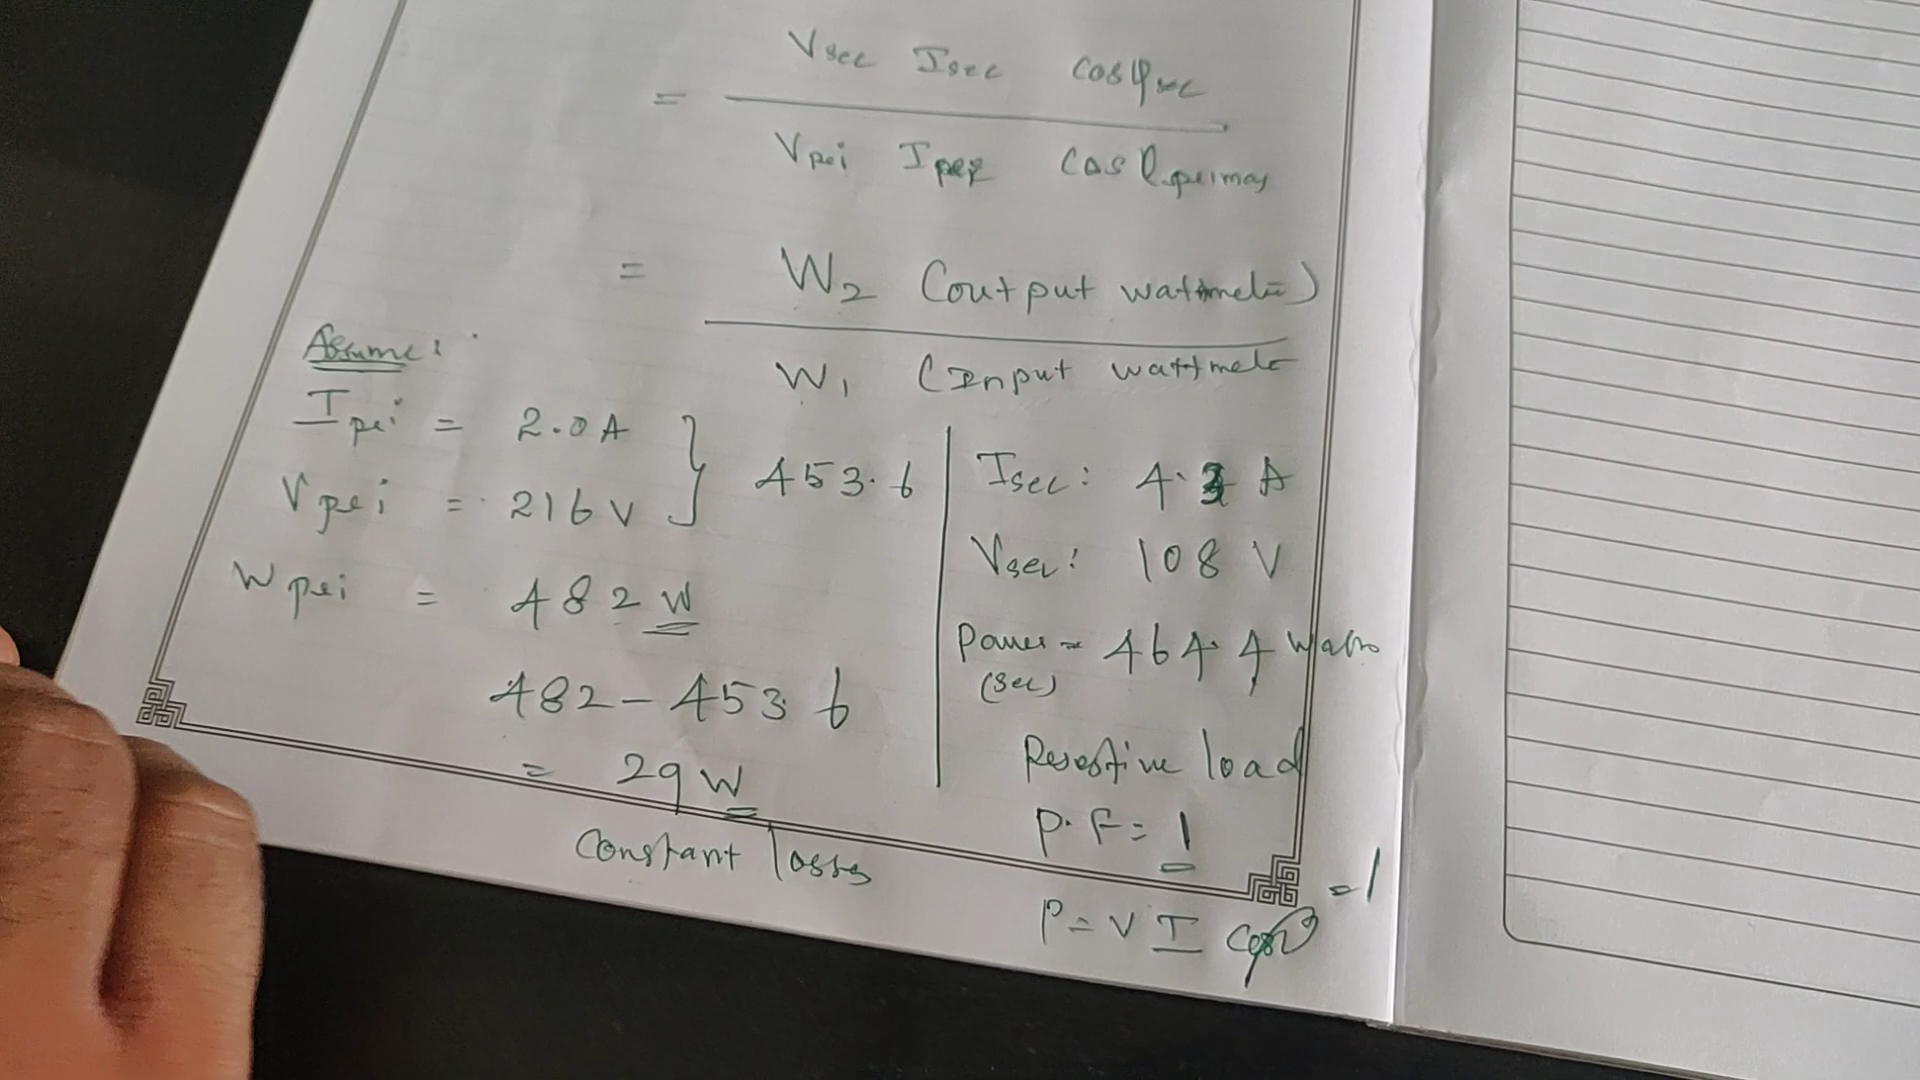 Vsec Isec cosφsec
=
Vpri Ipri cosφprimary
= W2 (output wattmeter)
W1 (Input wattmeter
Assume:
Ipri = 2.0 A
Vpri = 216 V
} 453.6
Wpri = 482 W
482 - 453.6
= 29 W
Constant losses
Isec: 4.3 A
Vsec: 108 V
Power = 464.4 Watts
(sec)
Resistive load
P.F = 1
P = V I cosφ = 1